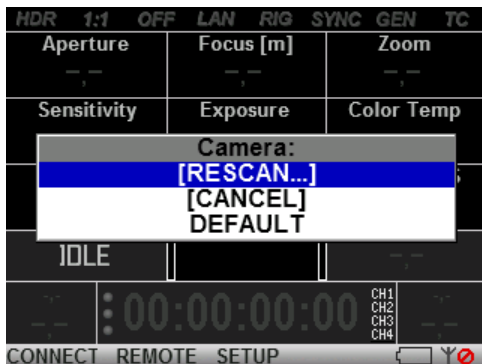 HDR 1:1 OFF LAN RIG SYNC GEN TC
Aperture Focus [m] Zoom
-,- -,- -,-
Sensitivity Exposure Color Temp
Camera:
[RESCAN...]
[CANCEL]
DEFAULT
IDLE -,-
-,- 00:00:00:00 CH1 -,-
CH2
-,- CH3 -,-
CH4
CONNECT REMOTE SETUP